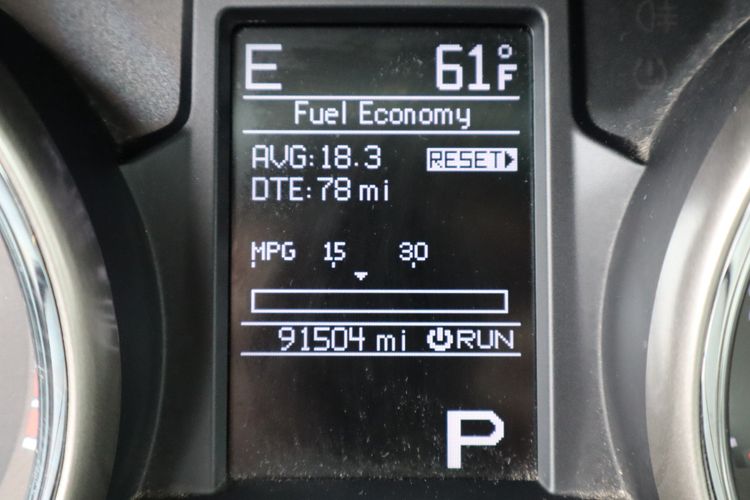 E 61°F
Fuel Economy
AVG: 18.3 RESET
DTE: 78 mi
MPG 15 30
91504 mi RUN
P